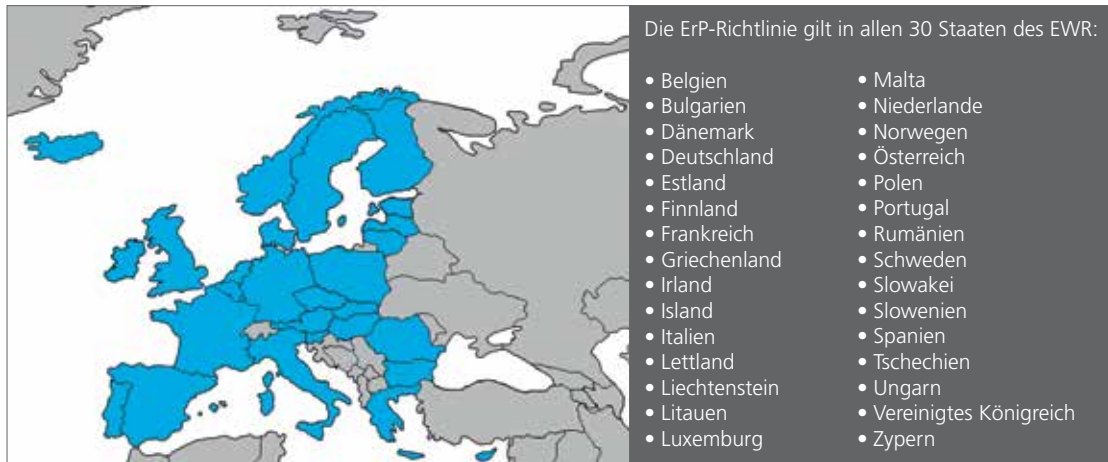 Die ErP-Richtlinie gilt in allen 30 Staaten des EWR:
• Belgien
• Bulgarien
• Dänemark
• Deutschland
• Estland
• Finnland
• Frankreich
• Griechenland
• Irland
• Island
• Italien
• Lettland
• Liechtenstein
• Litauen
• Luxemburg
• Malta
• Niederlande
• Norwegen
• Österreich
• Polen
• Portugal
• Rumänien
• Schweden
• Slowakei
• Slowenien
• Spanien
• Tschechien
• Ungarn
• Vereinigtes Königreich
• Zypern